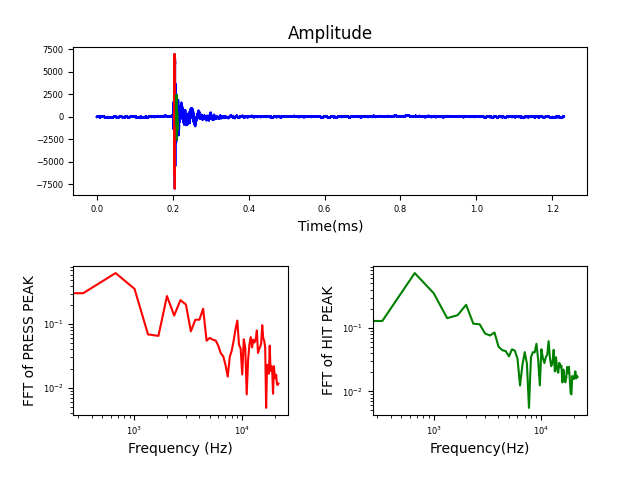 Amplitude
7500
5000
2500
0
−2500
−5000
−7500
0.0 0.2 0.4 0.6 0.8 1.0 1.2
Time(ms)
FFT of PRESS PEAK
10⁻¹
10⁻²
10³ 10⁴
Frequency (Hz)
FFT of HIT PEAK
10⁻¹
10⁻²
10³ 10⁴
Frequency(Hz)